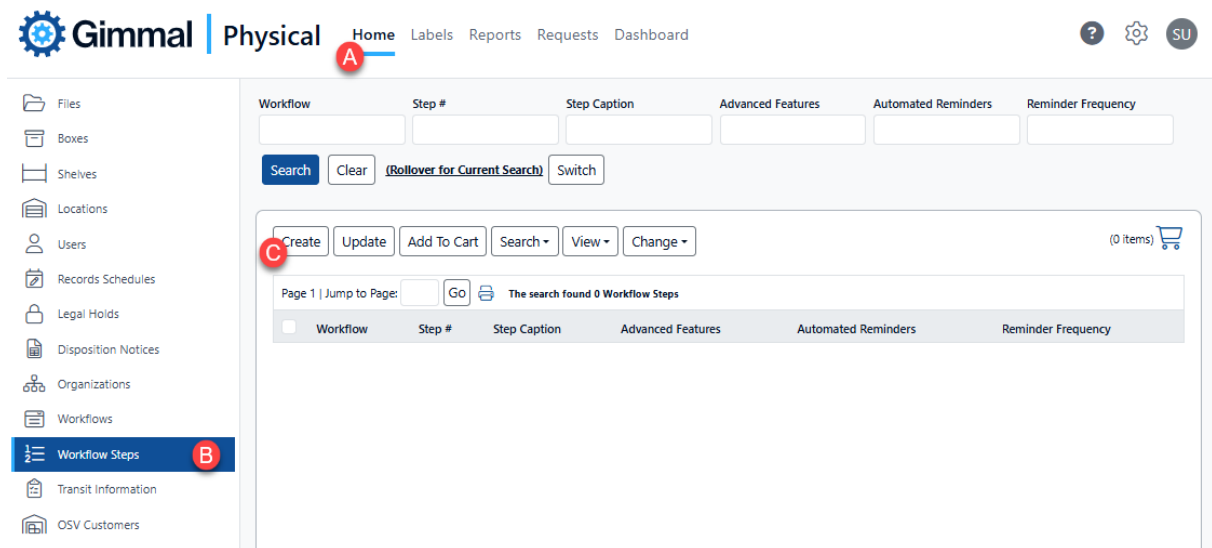 Gimmal | Physical Home Labels Reports Requests Dashboard ? SU
A
Files
Boxes
Shelves
Locations
Users
Records Schedules
Legal Holds
Disposition Notices
Organizations
Workflows
Workflow Steps B
Transit Information
OSV Customers
Workflow Step # Step Caption Advanced Features Automated Reminders Reminder Frequency
Search Clear (Rollover for Current Search) Switch
Create Update Add To Cart Search View Change (0 items)
C
Page 1 | Jump to Page: Go The search found 0 Workflow Steps
Workflow Step # Step Caption Advanced Features Automated Reminders Reminder Frequency